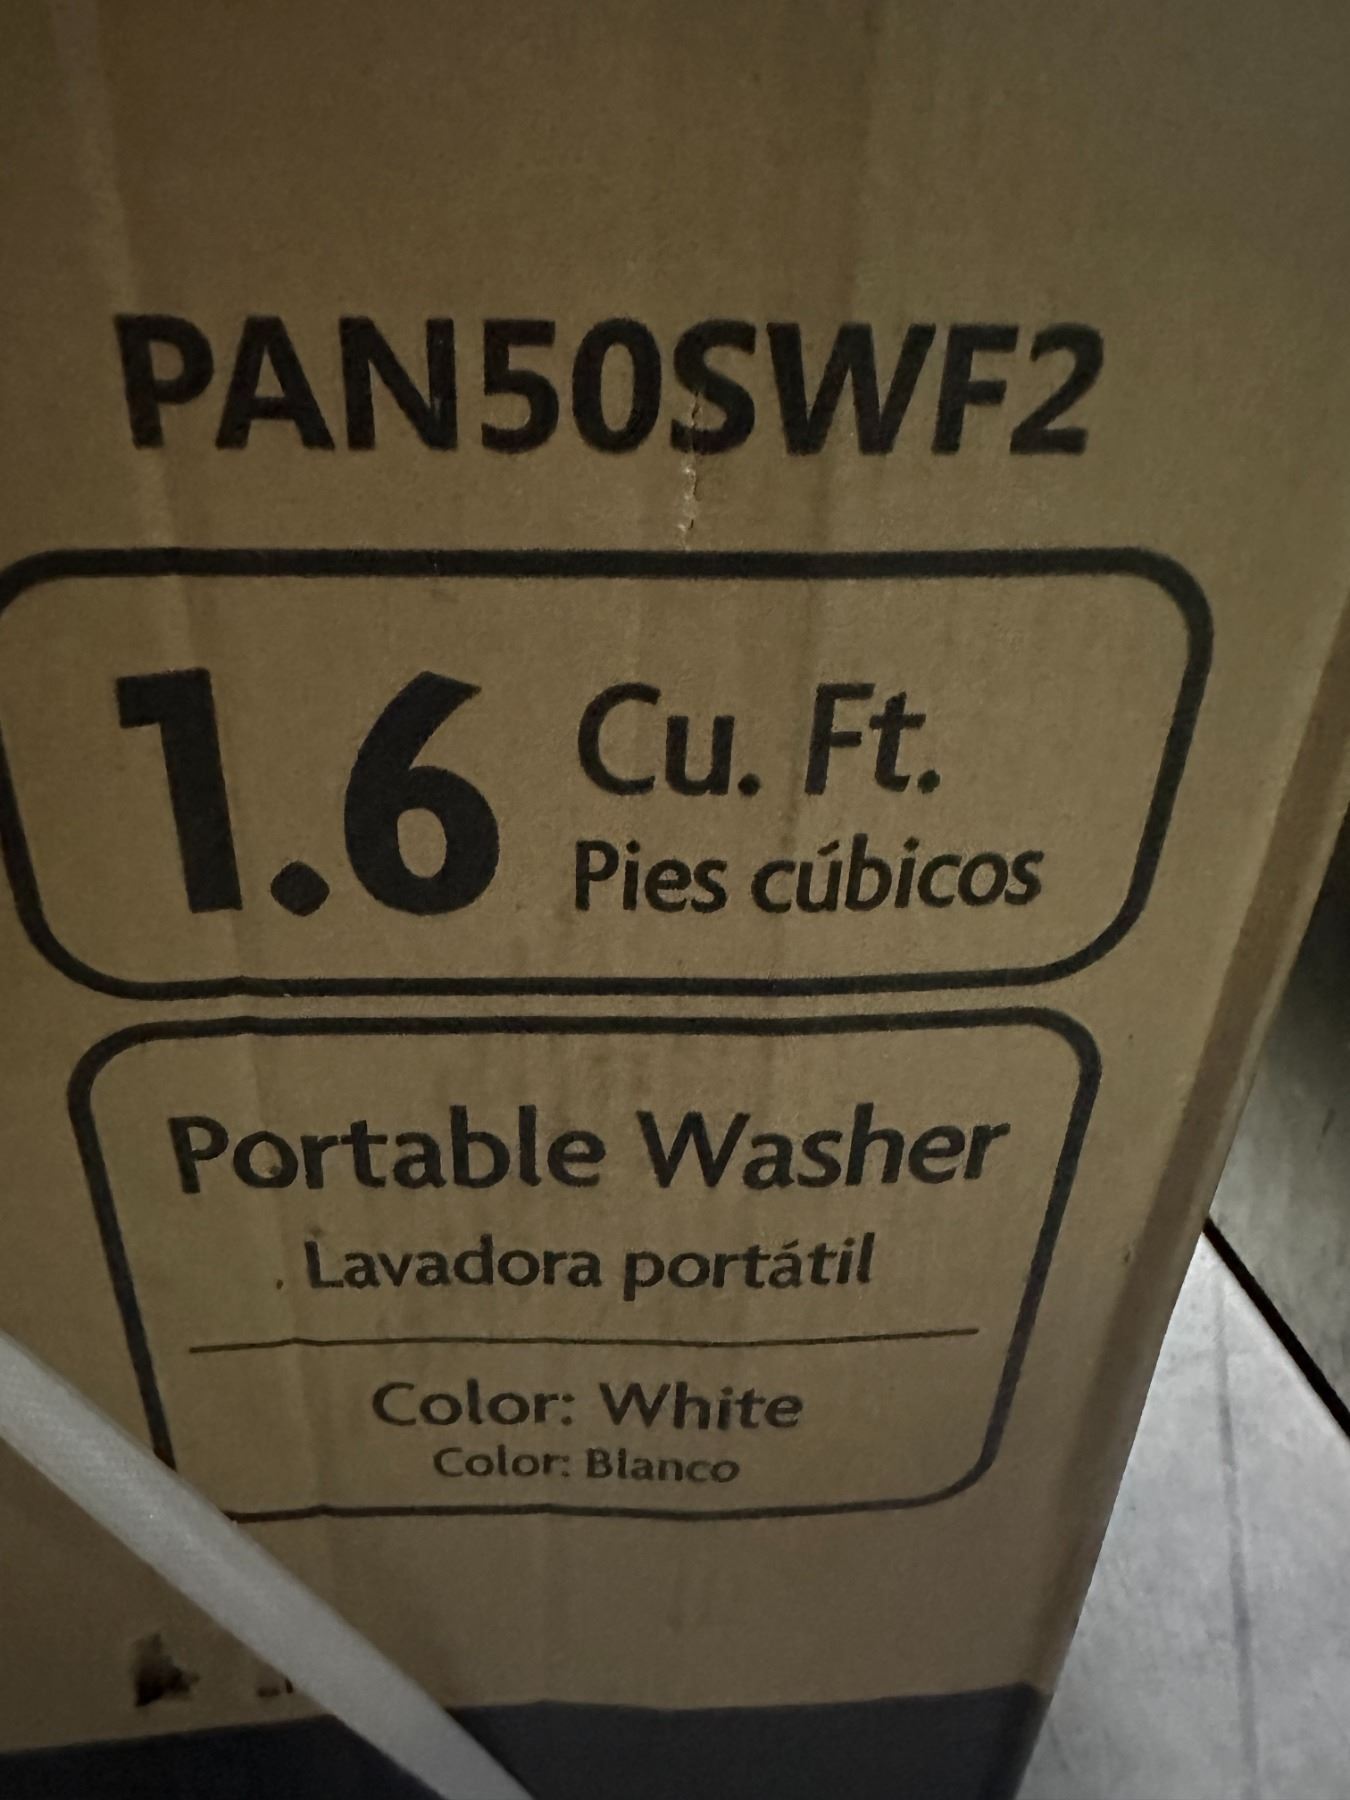 PAN50SWF2
1.6 Cu. Ft.
Pies cúbicos
Portable Washer
Lavadora portátil
Color: White
Color: Blanco